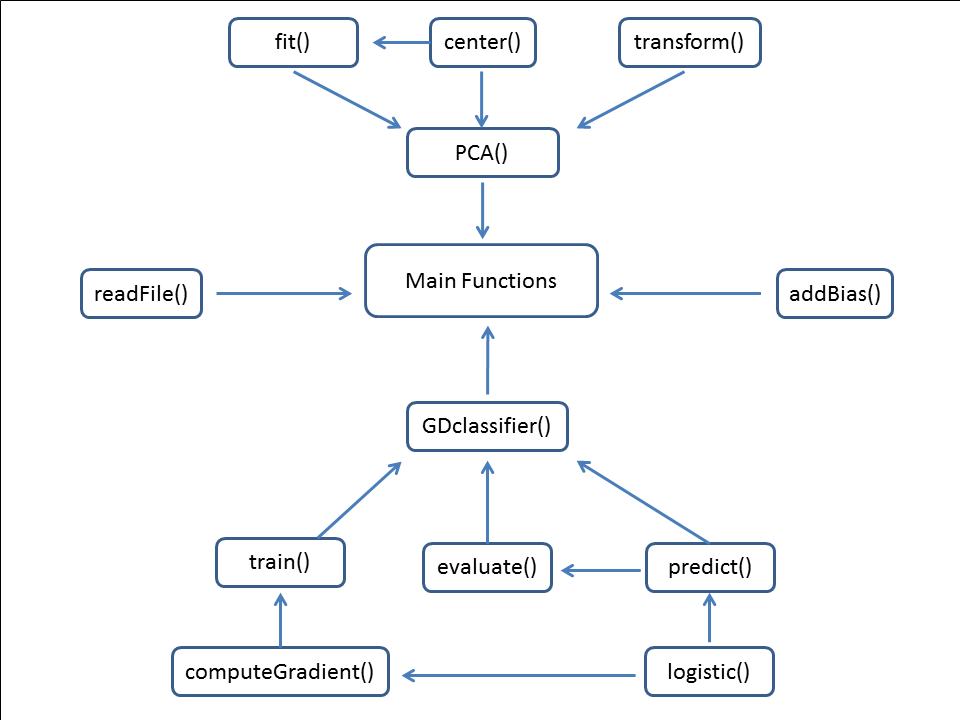 fit()
center()
transform()
PCA()
Main Functions
readFile()
addBias()
GDclassifier()
train()
evaluate()
predict()
computeGradient()
logistic()